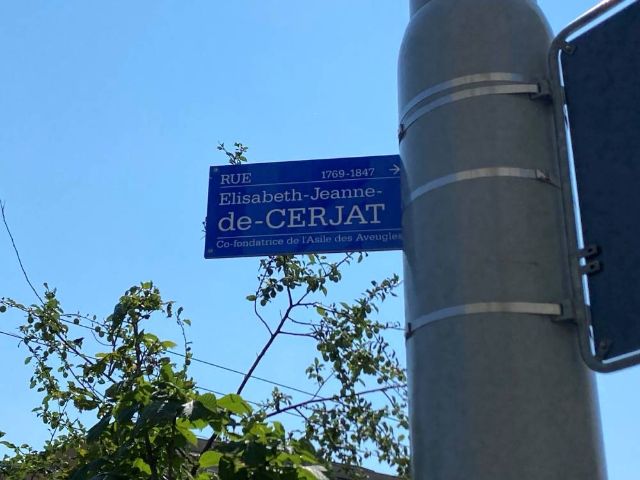 RUE 1769-1847 →
Elisabeth-Jeanne-
de-CERJAT
Co-fondatrice de l'Asile des Aveugles